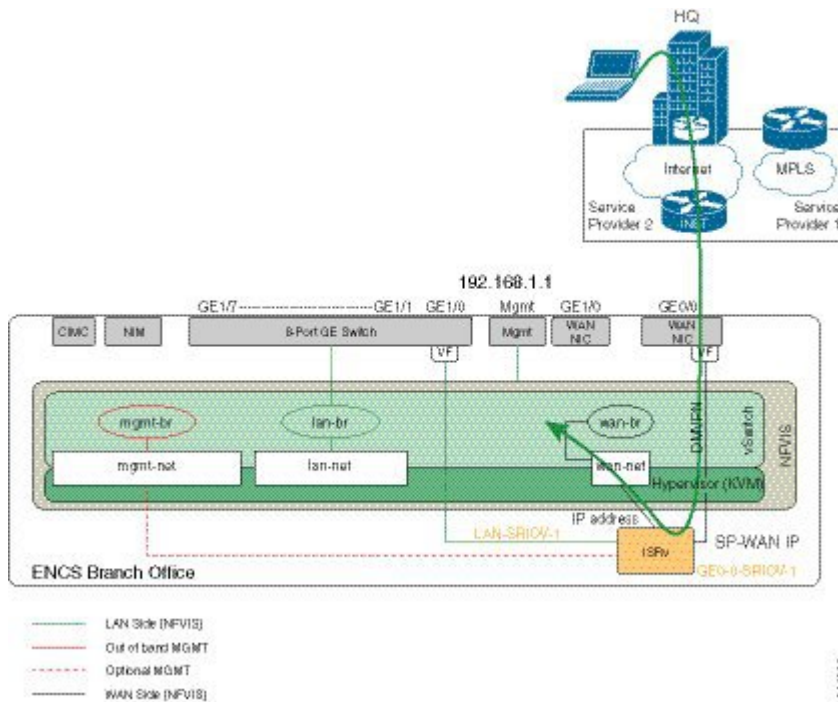 HQ
Internet
MPLS
Service
Provider 2
INET
Service
Provider 1
192.168.1.1
GE1/7
GE1/1
GE1/0
Mgmt
GE1/0
GE0/0
CIMC
NIM
8-Port GE Switch
Mgmt
WAN
NIC
WAN
NIC
VF
VF
mgmt-br
lan-br
wan-br
DMVPN
vSwitch
NFVIS
mgmt-net
lan-net
wan-net
Hypervisor (KVM)
IP address
LAN-SRIOV-1
ISRv
SP-WAN IP
GE0-0-SRIOV-1
ENCS Branch Office
LAN Side (NFVIS)
Out of band MGMT
Optional MGMT
WAN Side (NFVIS)